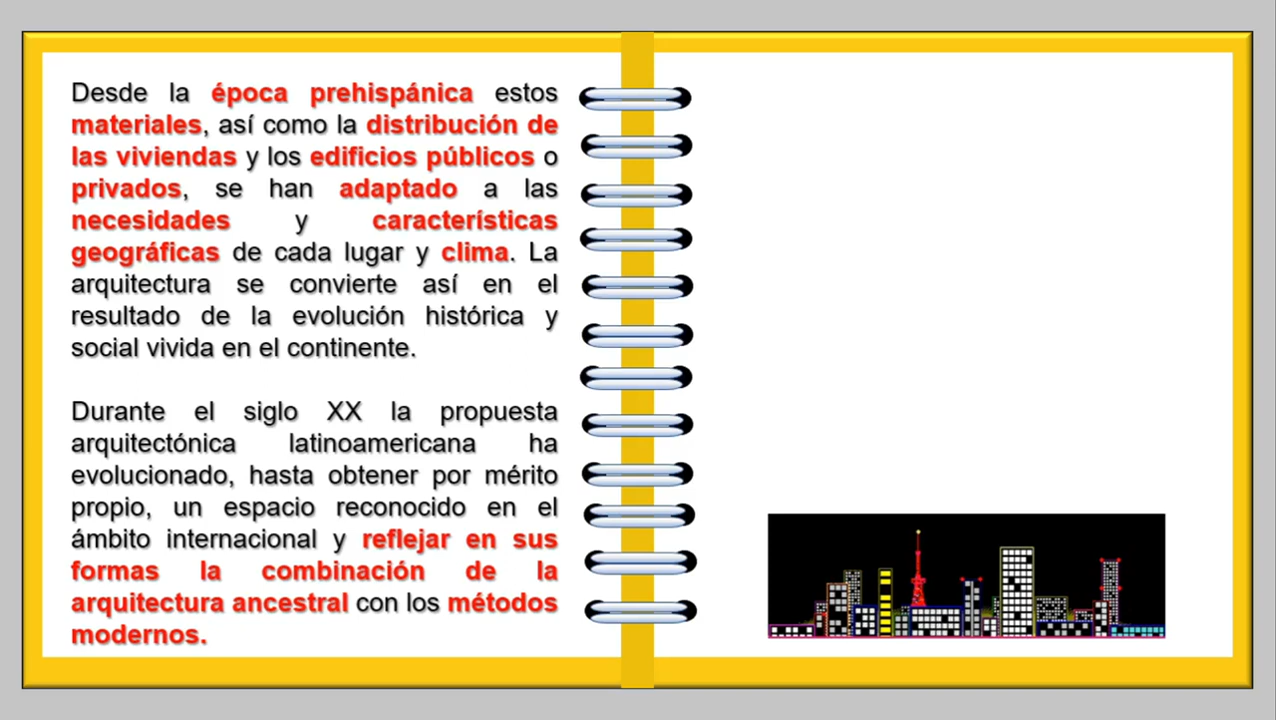 Desde la época prehispánica estos
materiales, así como la distribución de
las viviendas y los edificios públicos o
privados, se han adaptado a las
necesidades y características
geográficas de cada lugar y clima. La
arquitectura se convierte así en el
resultado de la evolución histórica y
social vivida en el continente.
Durante el siglo XX la propuesta
arquitectónica latinoamericana ha
evolucionado, hasta obtener por mérito
propio, un espacio reconocido en el
ámbito internacional y reflejar en sus
formas la combinación de la
arquitectura ancestral con los métodos
modernos.